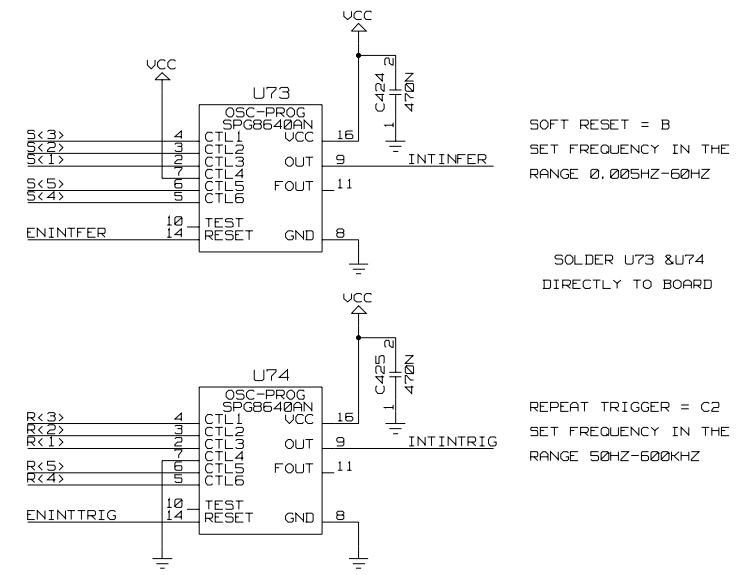 VCC
VCC
U73
C424
2
470N
1
OSC-PROG
SPG8640AN
S<3> 4 CTL1 VCC 16
S<2> 3 CTL2
S<1> 2 CTL3 OUT 9 INTINFER
7 CTL4
S<5> 6 CTL5 FOUT 11
S<4> 5 CTL6
10 TEST
ENINTFER 14 RESET GND 8
SOFT RESET = B
SET FREQUENCY IN THE
RANGE 0.005HZ-60HZ
SOLDER U73 &U74
DIRECTLY TO BOARD
VCC
U74
C425
2
470N
1
OSC-PROG
SPG8640AN
R<3> 4 CTL1 VCC 16
R<2> 3 CTL2
R<1> 2 CTL3 OUT 9 INTINTRIG
7 CTL4
R<5> 6 CTL5 FOUT 11
R<4> 5 CTL6
10 TEST
ENINTTRIG 14 RESET GND 8
REPEAT TRIGGER = C2
SET FREQUENCY IN THE
RANGE 50HZ-600KHZ